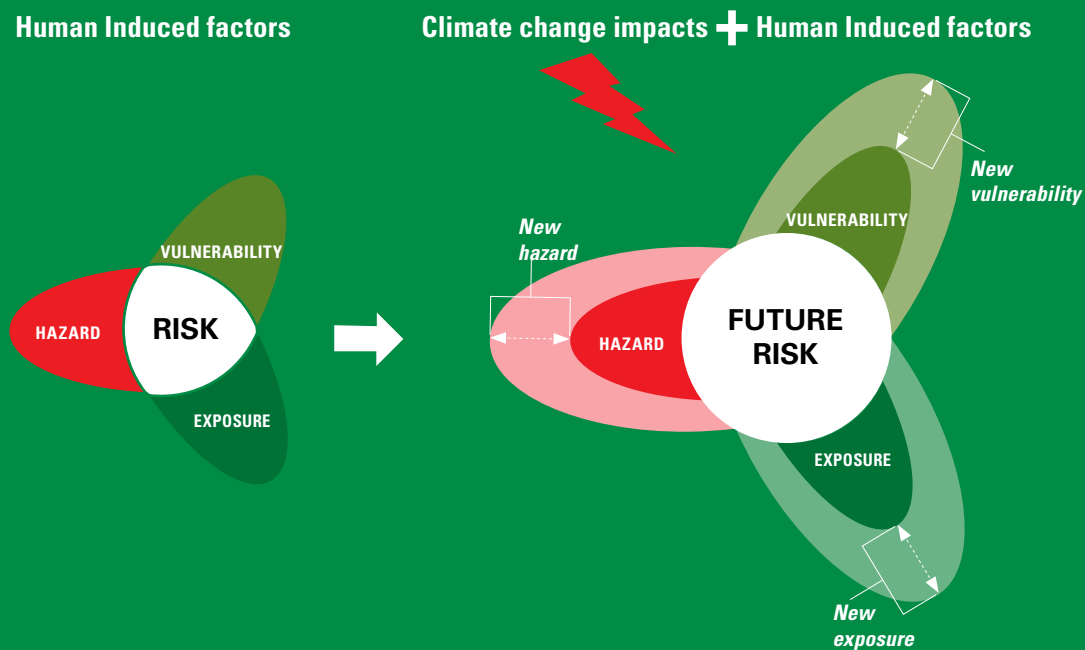 Human Induced factors
Climate change impacts + Human Induced factors
VULNERABILITY
HAZARD
RISK
EXPOSURE
New
vulnerability
VULNERABILITY
New
hazard
HAZARD
FUTURE
RISK
EXPOSURE
New
exposure